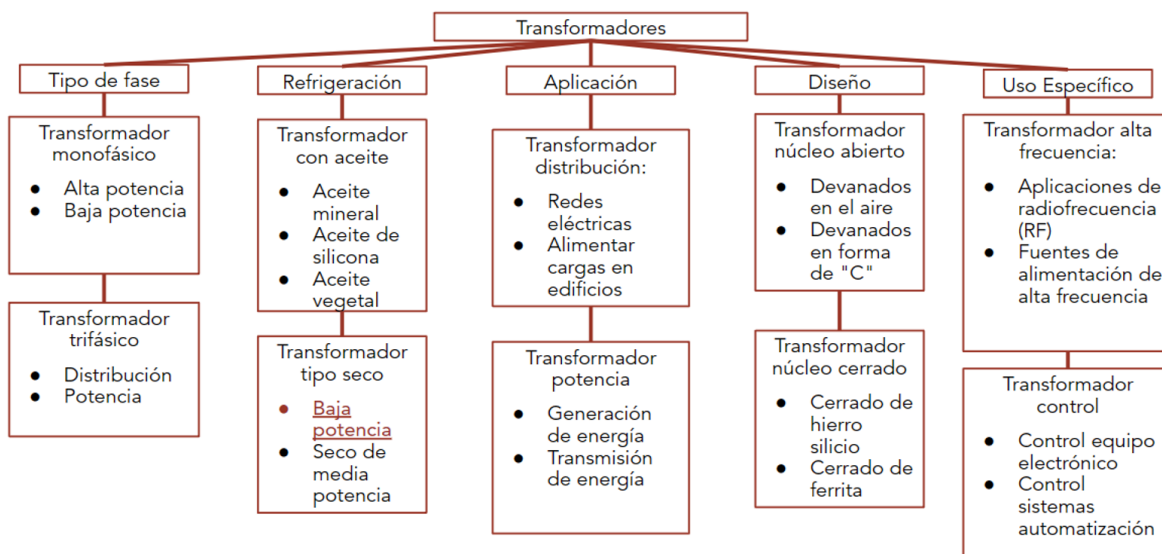 Transformadores
Tipo de fase
Refrigeración
Aplicación
Diseño
Uso Específico
Transformador
monofásico
● Alta potencia
● Baja potencia
Transformador
trifásico
● Distribución
● Potencia
Transformador
con aceite
● Aceite
mineral
● Aceite de
silicona
● Aceite
vegetal
Transformador
tipo seco
● Baja
potencia
● Seco de
media
potencia
Transformador
distribución:
● Redes
eléctricas
● Alimentar
cargas en
edificios
Transformador
potencia
● Generación
de energía
● Transmisión
de energía
Transformador
núcleo abierto
● Devanados
en el aire
● Devanados
en forma
de "C"
Transformador
núcleo cerrado
● Cerrado de
hierro
silicio
● Cerrado de
ferrita
Transformador alta
frecuencia:
● Aplicaciones de
radiofrecuencia
(RF)
● Fuentes de
alimentación de
alta frecuencia
Transformador
control
● Control equipo
electrónico
● Control
sistemas
automatización